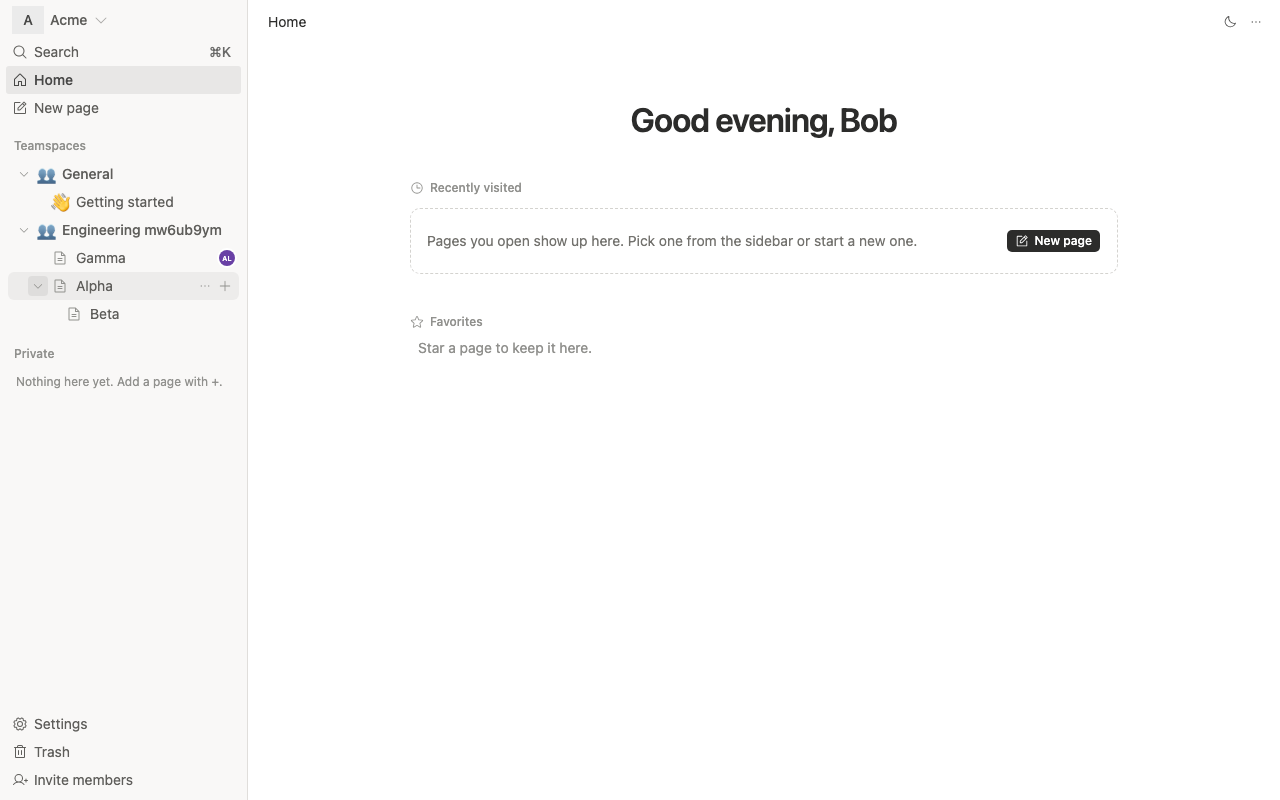 A Acme
Search ⌘K
Home
New page
Teamspaces
General
Getting started
Engineering mw6ub9ym
Gamma AL
Alpha
Beta
Private
Nothing here yet. Add a page with +.
Settings
Trash
Invite members
Home
Good evening, Bob
Recently visited
Pages you open show up here. Pick one from the sidebar or start a new one.
New page
Favorites
Star a page to keep it here.